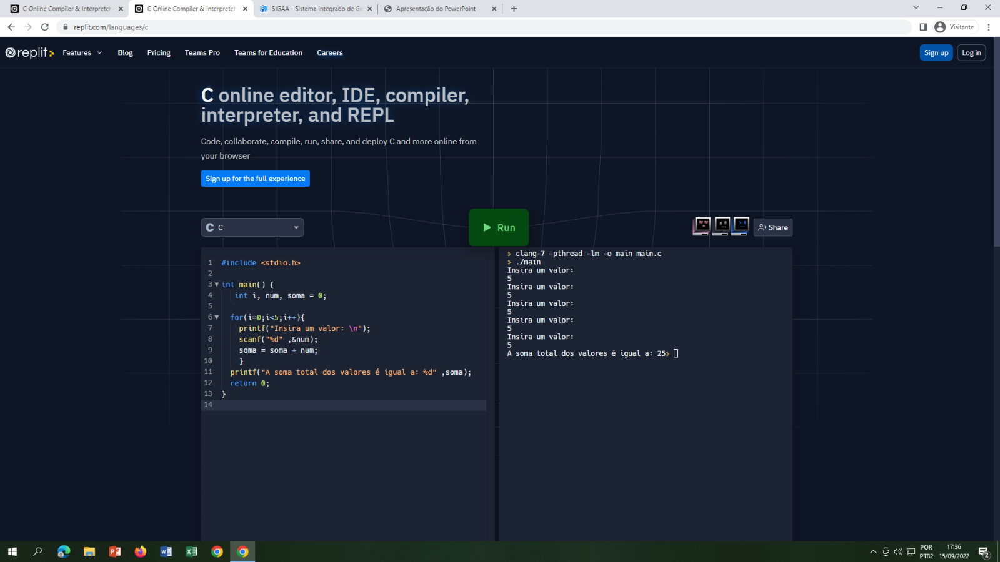 C Online Compiler & Interpreter
C Online Compiler & Interpreter
SIGAA - Sistema Integrado de Ge
Apresentação do PowerPoint
replit.com/languages/c
Visitante
replit
Features
Blog
Pricing
Teams Pro
Teams for Education
Careers
Sign up
Log in
C online editor, IDE, compiler,
interpreter, and REPL
Code, collaborate, compile, run, share, and deploy C and more online from
your browser
Sign up for the full experience
C C
Run
Share
1 #include <stdio.h>
2
3 int main() {
4 int i, num, soma = 0;
5
6 for(i=0;i<5;i++){
7 printf("Insira um valor: \n");
8 scanf("%d" ,&num);
9 soma = soma + num;
10 }
11 printf("A soma total dos valores é igual a: %d" ,soma);
12 return 0;
13 }
14
clang-7 -pthread -lm -o main main.c
./main
Insira um valor:
5
Insira um valor:
5
Insira um valor:
5
Insira um valor:
5
Insira um valor:
5
A soma total dos valores é igual a: 25
POR
PTB2
17:36
15/09/2022
2